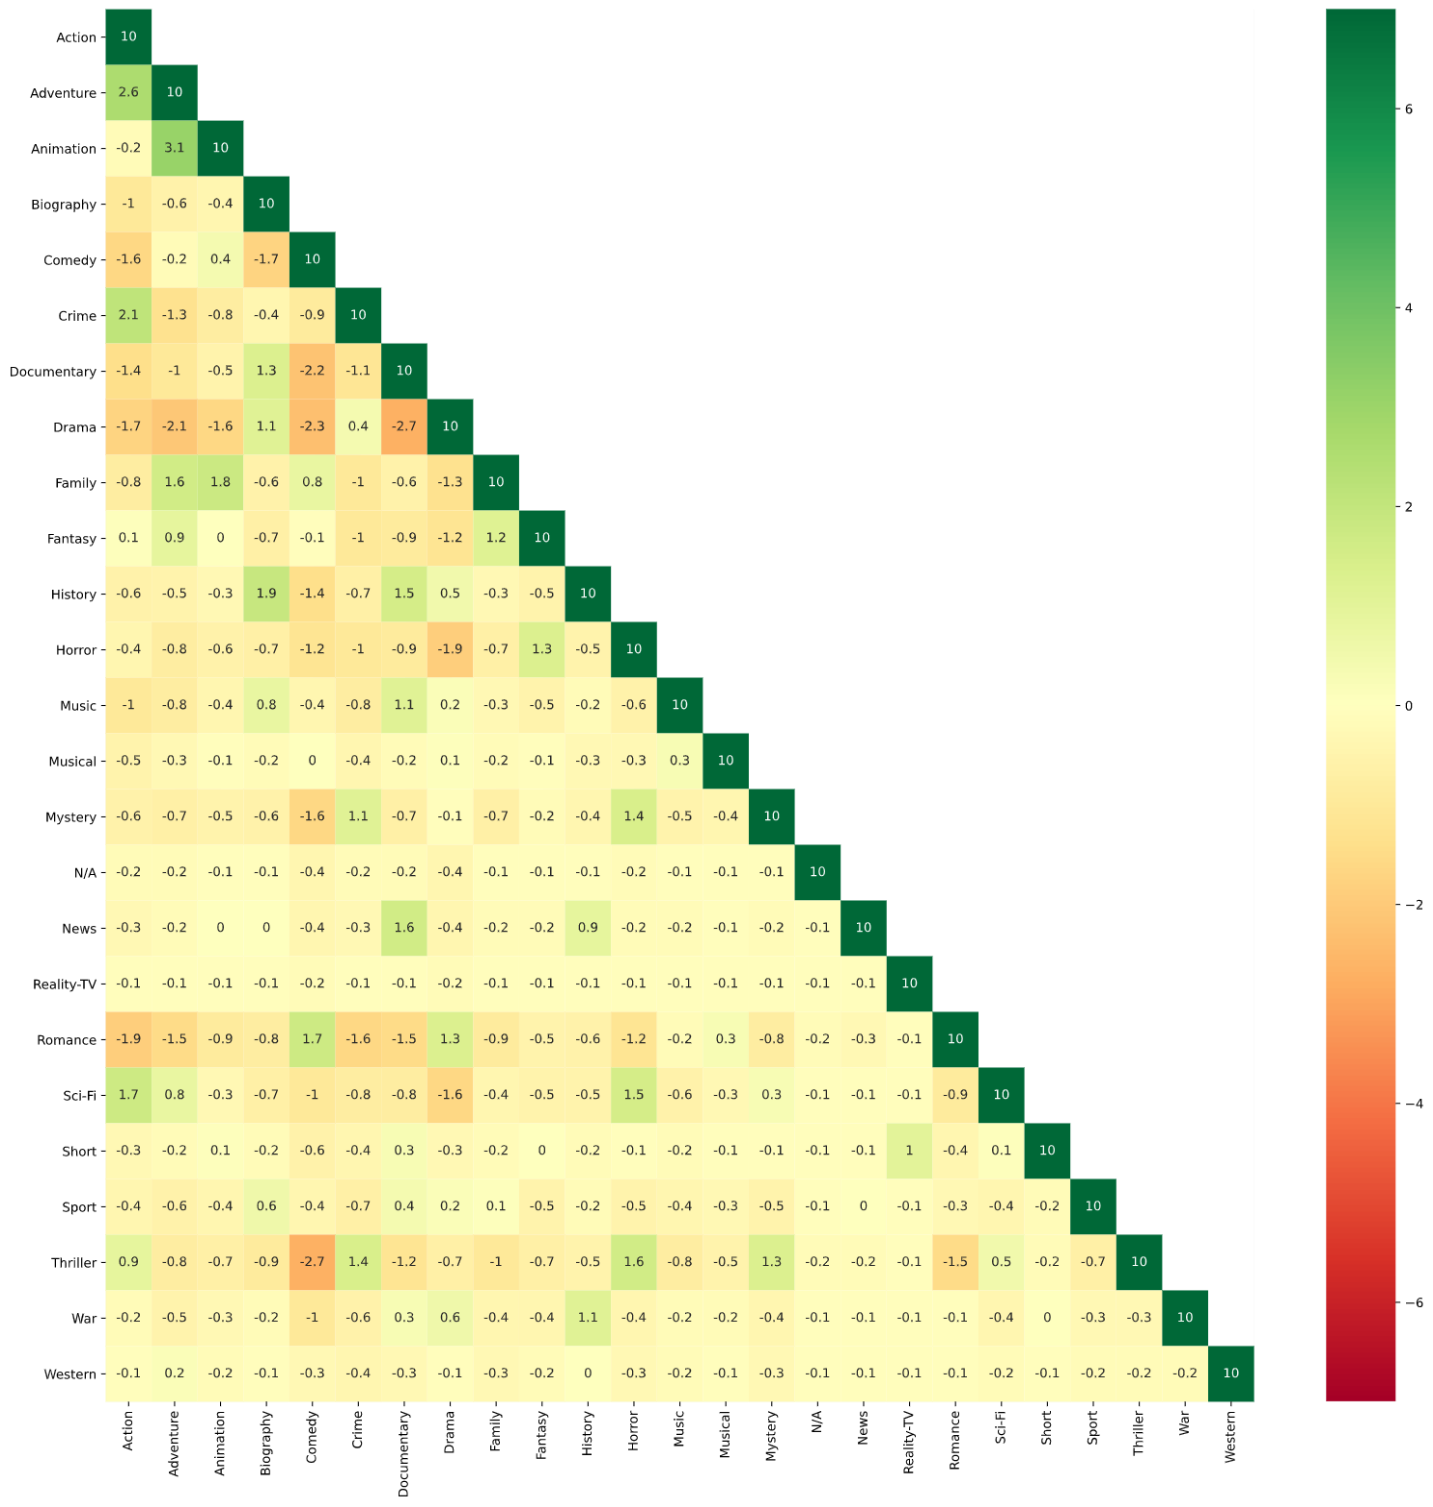 Action 10
Adventure 2.6 10
6
Animation -0.2 3.1 10
Biography -1 -0.6 -0.4 10
Comedy -1.6 -0.2 0.4 -1.7 10
Crime 2.1 -1.3 -0.8 -0.4 -0.9 10
4
Documentary -1.4 -1 -0.5 1.3 -2.2 -1.1 10
Drama -1.7 -2.1 -1.6 1.1 -2.3 0.4 -2.7 10
Family -0.8 1.6 1.8 -0.6 0.8 -1 -0.6 -1.3 10
2
Fantasy 0.1 0.9 0 -0.7 -0.1 -1 -0.9 -1.2 1.2 10
History -0.6 -0.5 -0.3 1.9 -1.4 -0.7 1.5 0.5 -0.3 -0.5 10
Horror -0.4 -0.8 -0.6 -0.7 -1.2 -1 -0.9 -1.9 -0.7 1.3 -0.5 10
Music -1 -0.8 -0.4 0.8 -0.4 -0.8 1.1 0.2 -0.3 -0.5 -0.2 -0.6 10
0
Musical -0.5 -0.3 -0.1 -0.2 0 -0.4 -0.2 0.1 -0.2 -0.1 -0.3 -0.3 0.3 10
Mystery -0.6 -0.7 -0.5 -0.6 -1.6 1.1 -0.7 -0.1 -0.7 -0.2 -0.4 1.4 -0.5 -0.4 10
N/A -0.2 -0.2 -0.1 -0.1 -0.4 -0.2 -0.2 -0.4 -0.1 -0.1 -0.1 -0.2 -0.1 -0.1 -0.1 10
−2
News -0.3 -0.2 0 0 -0.4 -0.3 1.6 -0.4 -0.2 -0.2 0.9 -0.2 -0.2 -0.1 -0.2 -0.1 10
Reality-TV -0.1 -0.1 -0.1 -0.1 -0.2 -0.1 -0.1 -0.2 -0.1 -0.1 -0.1 -0.1 -0.1 -0.1 -0.1 -0.1 -0.1 10
Romance -1.9 -1.5 -0.9 -0.8 1.7 -1.6 -1.5 1.3 -0.9 -0.5 -0.6 -1.2 -0.2 0.3 -0.8 -0.2 -0.3 -0.1 10
Sci-Fi 1.7 0.8 -0.3 -0.7 -1 -0.8 -0.8 -1.6 -0.4 -0.5 -0.5 1.5 -0.6 -0.3 0.3 -0.1 -0.1 -0.1 -0.9 10
−4
Short -0.3 -0.2 0.1 -0.2 -0.6 -0.4 0.3 -0.3 -0.2 0 -0.2 -0.1 -0.2 -0.1 -0.1 -0.1 -0.1 1 -0.4 0.1 10
Sport -0.4 -0.6 -0.4 0.6 -0.4 -0.7 0.4 0.2 0.1 -0.5 -0.2 -0.5 -0.4 -0.3 -0.5 -0.1 0 -0.1 -0.3 -0.4 -0.2 10
Thriller 0.9 -0.8 -0.7 -0.9 -2.7 1.4 -1.2 -0.7 -1 -0.7 -0.5 1.6 -0.8 -0.5 1.3 -0.2 -0.2 -0.1 -1.5 0.5 -0.2 -0.7 10
−6
War -0.2 -0.5 -0.3 -0.2 -1 -0.6 0.3 0.6 -0.4 -0.4 1.1 -0.4 -0.2 -0.2 -0.4 -0.1 -0.1 -0.1 -0.1 -0.4 0 -0.3 -0.3 10
Western -0.1 0.2 -0.2 -0.1 -0.3 -0.4 -0.3 -0.1 -0.3 -0.2 0 -0.3 -0.2 -0.1 -0.3 -0.1 -0.1 -0.1 -0.1 -0.2 -0.1 -0.2 -0.2 -0.2 10
Action
Adventure
Animation
Biography
Comedy
Crime
Documentary
Drama
Family
Fantasy
History
Horror
Music
Musical
Mystery
N/A
News
Reality-TV
Romance
Sci-Fi
Short
Sport
Thriller
War
Western